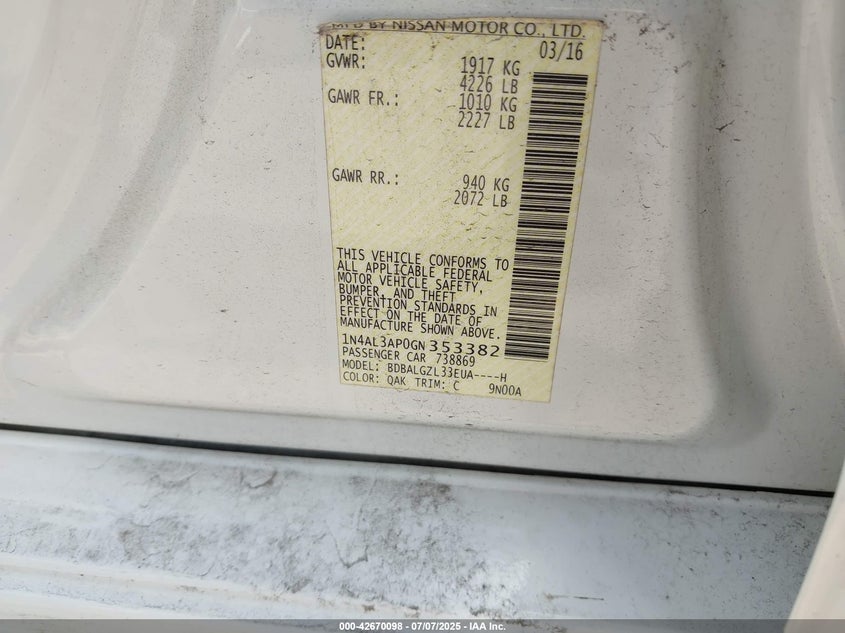 MFD BY NISSAN MOTOR CO., LTD.
DATE: 03/16
GVWR: 1917 KG
4226 LB
GAWR FR.: 1010 KG
2227 LB
GAWR RR.: 940 KG
2072 LB
THIS VEHICLE CONFORMS TO
ALL APPLICABLE FEDERAL
MOTOR VEHICLE SAFETY,
BUMPER, AND THEFT
PREVENTION STANDARDS IN
EFFECT ON THE DATE OF
MANUFACTURE SHOWN ABOVE.
1N4AL3AP0GN353382
PASSENGER CAR 738869
MODEL: BDBALGZL33EUA----H
COLOR: QAK TRIM: C 9N00A
000-42670098 - 07/07/2025 - IAA Inc.